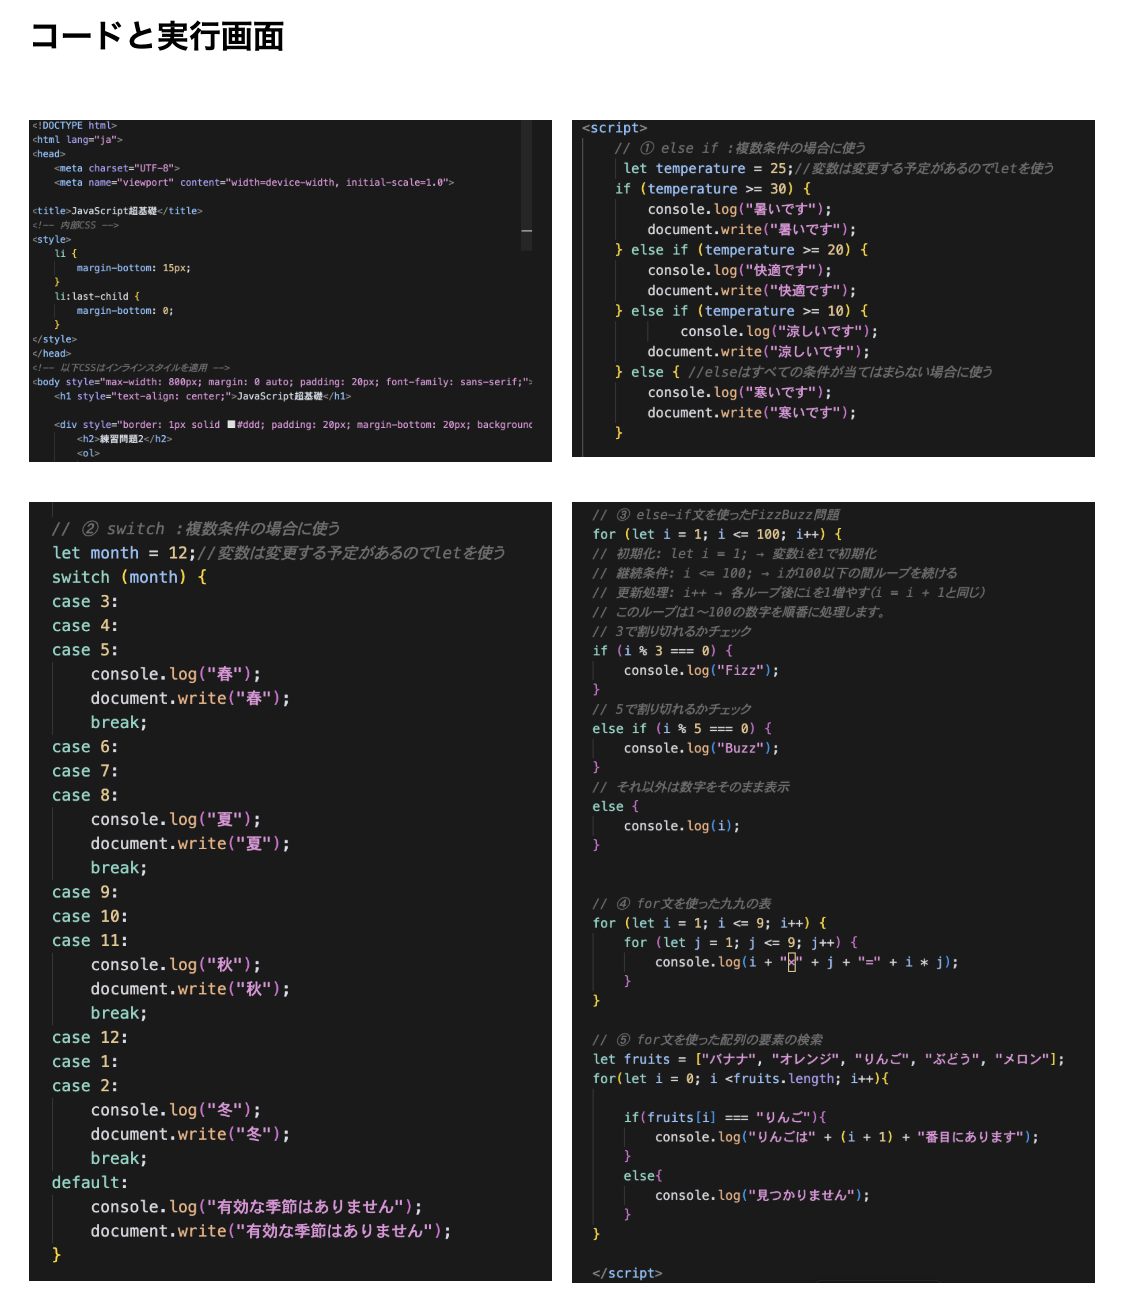 コードと実行画面
<!DOCTYPE html>
<html lang="ja">
<head>
    <meta charset="UTF-8">
    <meta name="viewport" content="width=device-width, initial-scale=1.0">
<title>JavaScript超基礎</title>
<!-- 内部CSS -->
<style>
    li {
        margin-bottom: 15px;
    }
    li:last-child {
        margin-bottom: 0;
    }
</style>
</head>
<!-- 以下CSSはインラインスタイルを適用 -->
<body style="max-width: 800px; margin: 0 auto; padding: 20px; font-family: sans-serif;">
    <h1 style="text-align: center;">JavaScript超基礎</h1>
    <div style="border: 1px solid #ddd; padding: 20px; margin-bottom: 20px; background
        <h2>練習問題2</h2>
        <ol>
<script>
    // ① else if :複数条件の場合に使う
     let temperature = 25;//変数は変更する予定があるのでletを使う
    if (temperature >= 30) {
        console.log("暑いです");
        document.write("暑いです");
    } else if (temperature >= 20) {
        console.log("快適です");
        document.write("快適です");
    } else if (temperature >= 10) {
            console.log("涼しいです");
        document.write("涼しいです");
    } else { //elseはすべての条件が当てはまらない場合に使う
        console.log("寒いです");
        document.write("寒いです");
    }
// ② switch :複数条件の場合に使う
let month = 12;//変数は変更する予定があるのでletを使う
switch (month) {
case 3:
case 4:
case 5:
    console.log("春");
    document.write("春");
    break;
case 6:
case 7:
case 8:
    console.log("夏");
    document.write("夏");
    break;
case 9:
case 10:
case 11:
    console.log("秋");
    document.write("秋");
    break;
case 12:
case 1:
case 2:
    console.log("冬");
    document.write("冬");
    break;
default:
    console.log("有効な季節はありません");
    document.write("有効な季節はありません");
}
// ③ else-if文を使ったFizzBuzz問題
for (let i = 1; i <= 100; i++) {
// 初期化: let i = 1; → 変数iを1で初期化
// 継続条件: i <= 100; → iが100以下の間ループを続ける
// 更新処理: i++ → 各ループ後にiを1増やす（i = i + 1と同じ）
// このループは1〜100の数字を順番に処理します。
// 3で割り切れるかチェック
if (i % 3 === 0) {
    console.log("Fizz");
}
// 5で割り切れるかチェック
else if (i % 5 === 0) {
    console.log("Buzz");
}
// それ以外は数字をそのまま表示
else {
    console.log(i);
}
// ④ for文を使った九九の表
for (let i = 1; i <= 9; i++) {
    for (let j = 1; j <= 9; j++) {
        console.log(i + "×" + j + "=" + i * j);
    }
}
// ⑤ for文を使った配列の要素の検索
let fruits = ["バナナ", "オレンジ", "りんご", "ぶどう", "メロン"];
for(let i = 0; i <fruits.length; i++){
    if(fruits[i] === "りんご"){
        console.log("りんごは" + (i + 1) + "番目にあります");
    }
    else{
        console.log("見つかりません");
    }
}
</script>